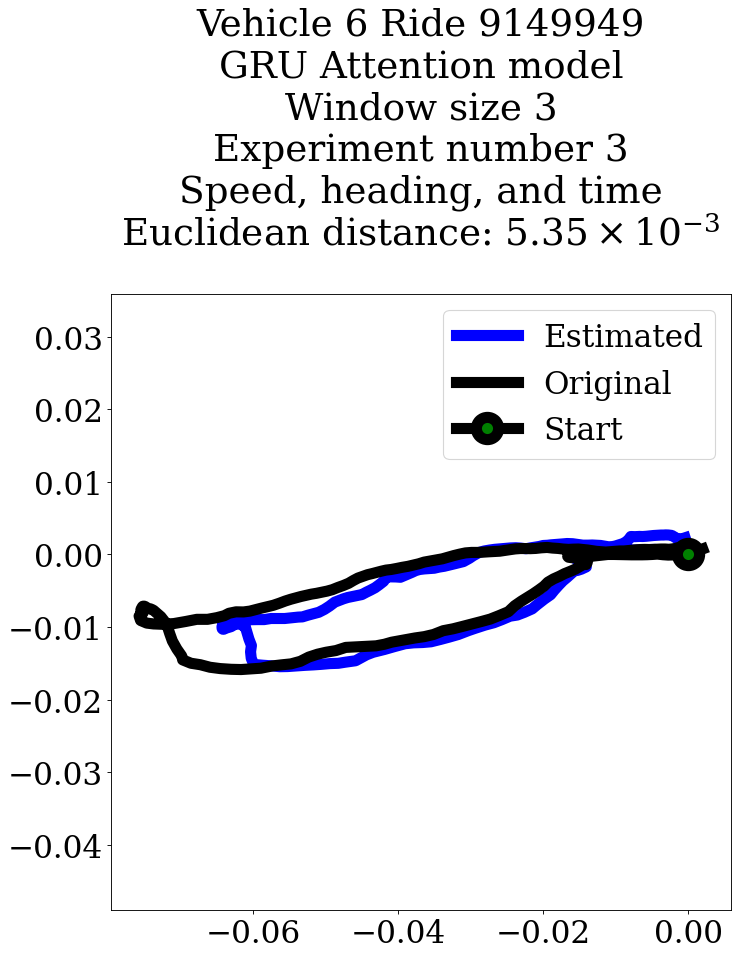 Vehicle 6 Ride 9149949
GRU Attention model
Window size 3
Experiment number 3
Speed, heading, and time
Euclidean distance: 5.35 × 10⁻³
Estimated
Original
Start
0.03
0.02
0.01
0.00
−0.01
−0.02
−0.03
−0.04
−0.06 −0.04 −0.02 0.00